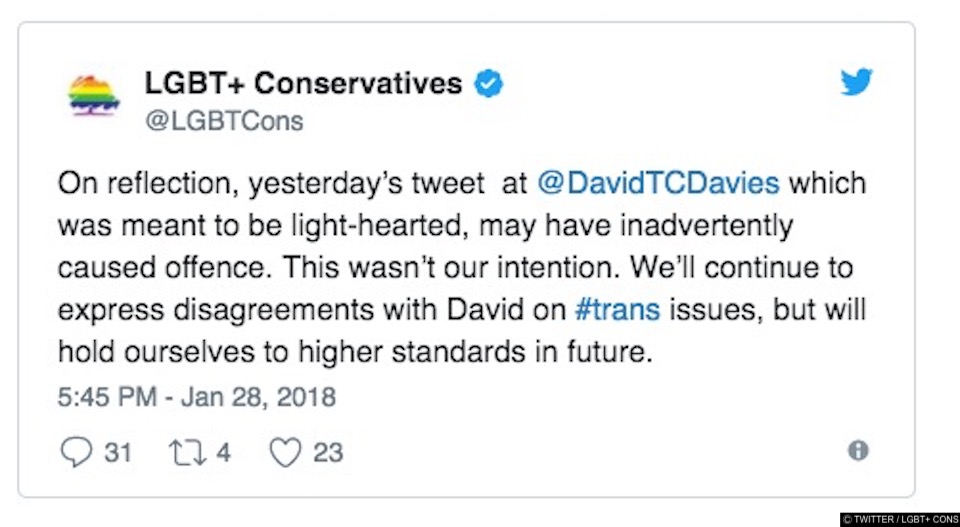 LGBT+ Conservatives
@LGBTCons
On reflection, yesterday's tweet  at @DavidTCDavies which
was meant to be light-hearted, may have inadvertently
caused offence. This wasn't our intention. We'll continue to
express disagreements with David on #trans issues, but will
hold ourselves to higher standards in future.
5:45 PM - Jan 28, 2018
31 4 23
© TWITTER / LGBT+ CONS